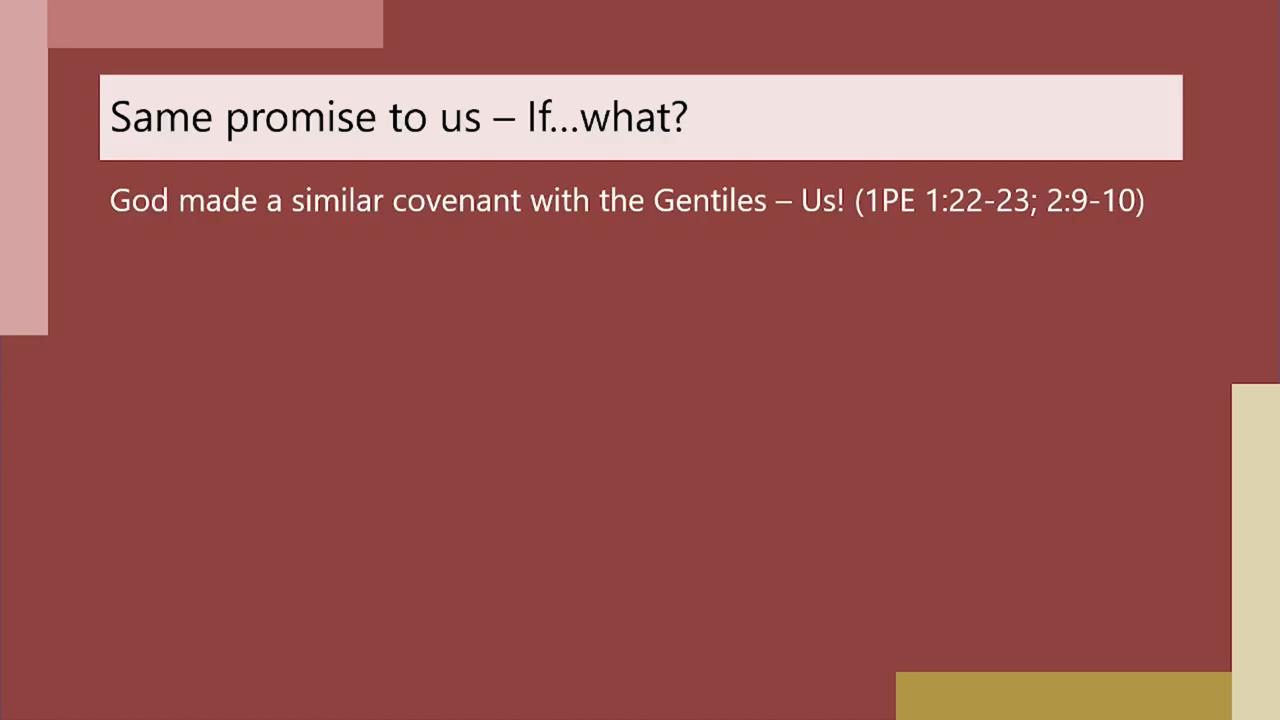 Same promise to us – If...what?
God made a similar covenant with the Gentiles – Us! (1PE 1:22-23; 2:9-10)